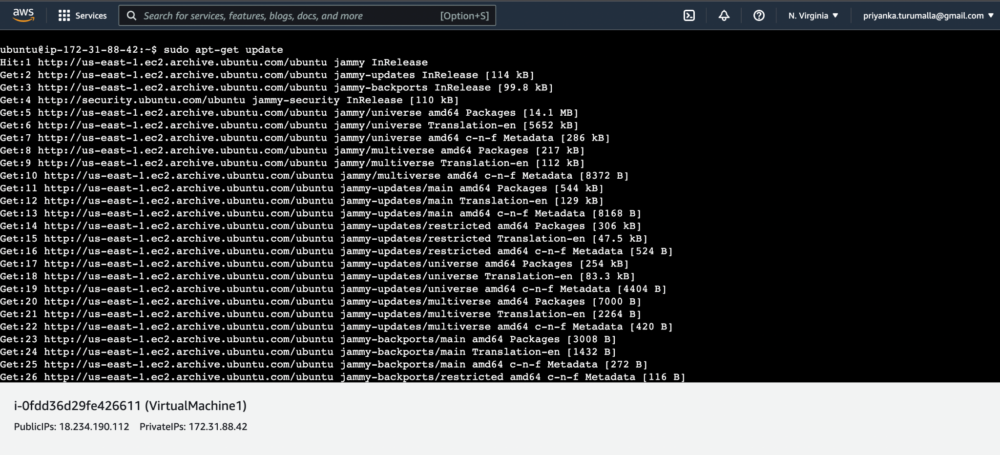 aws
Services
Search for services, features, blogs, docs, and more [Option+S]
N. Virginia
priyanka.turumalla@gmail.com
ubuntu@ip-172-31-88-42:~$ sudo apt-get update
Hit:1 http://us-east-1.ec2.archive.ubuntu.com/ubuntu jammy InRelease
Get:2 http://us-east-1.ec2.archive.ubuntu.com/ubuntu jammy-updates InRelease [114 kB]
Get:3 http://us-east-1.ec2.archive.ubuntu.com/ubuntu jammy-backports InRelease [99.8 kB]
Get:4 http://security.ubuntu.com/ubuntu jammy-security InRelease [110 kB]
Get:5 http://us-east-1.ec2.archive.ubuntu.com/ubuntu jammy/universe amd64 Packages [14.1 MB]
Get:6 http://us-east-1.ec2.archive.ubuntu.com/ubuntu jammy/universe Translation-en [5652 kB]
Get:7 http://us-east-1.ec2.archive.ubuntu.com/ubuntu jammy/universe amd64 c-n-f Metadata [286 kB]
Get:8 http://us-east-1.ec2.archive.ubuntu.com/ubuntu jammy/multiverse amd64 Packages [217 kB]
Get:9 http://us-east-1.ec2.archive.ubuntu.com/ubuntu jammy/multiverse Translation-en [112 kB]
Get:10 http://us-east-1.ec2.archive.ubuntu.com/ubuntu jammy/multiverse amd64 c-n-f Metadata [8372 B]
Get:11 http://us-east-1.ec2.archive.ubuntu.com/ubuntu jammy-updates/main amd64 Packages [544 kB]
Get:12 http://us-east-1.ec2.archive.ubuntu.com/ubuntu jammy-updates/main Translation-en [129 kB]
Get:13 http://us-east-1.ec2.archive.ubuntu.com/ubuntu jammy-updates/main amd64 c-n-f Metadata [8168 B]
Get:14 http://us-east-1.ec2.archive.ubuntu.com/ubuntu jammy-updates/restricted amd64 Packages [306 kB]
Get:15 http://us-east-1.ec2.archive.ubuntu.com/ubuntu jammy-updates/restricted Translation-en [47.5 kB]
Get:16 http://us-east-1.ec2.archive.ubuntu.com/ubuntu jammy-updates/restricted amd64 c-n-f Metadata [524 B]
Get:17 http://us-east-1.ec2.archive.ubuntu.com/ubuntu jammy-updates/universe amd64 Packages [254 kB]
Get:18 http://us-east-1.ec2.archive.ubuntu.com/ubuntu jammy-updates/universe Translation-en [83.3 kB]
Get:19 http://us-east-1.ec2.archive.ubuntu.com/ubuntu jammy-updates/universe amd64 c-n-f Metadata [4404 B]
Get:20 http://us-east-1.ec2.archive.ubuntu.com/ubuntu jammy-updates/multiverse amd64 Packages [7000 B]
Get:21 http://us-east-1.ec2.archive.ubuntu.com/ubuntu jammy-updates/multiverse Translation-en [2264 B]
Get:22 http://us-east-1.ec2.archive.ubuntu.com/ubuntu jammy-updates/multiverse amd64 c-n-f Metadata [420 B]
Get:23 http://us-east-1.ec2.archive.ubuntu.com/ubuntu jammy-backports/main amd64 Packages [3008 B]
Get:24 http://us-east-1.ec2.archive.ubuntu.com/ubuntu jammy-backports/main Translation-en [1432 B]
Get:25 http://us-east-1.ec2.archive.ubuntu.com/ubuntu jammy-backports/main amd64 c-n-f Metadata [272 B]
Get:26 http://us-east-1.ec2.archive.ubuntu.com/ubuntu jammy-backports/restricted amd64 c-n-f Metadata [116 B]
i-0fdd36d29fe426611 (VirtualMachine1)
PublicIPs: 18.234.190.112 PrivateIPs: 172.31.88.42